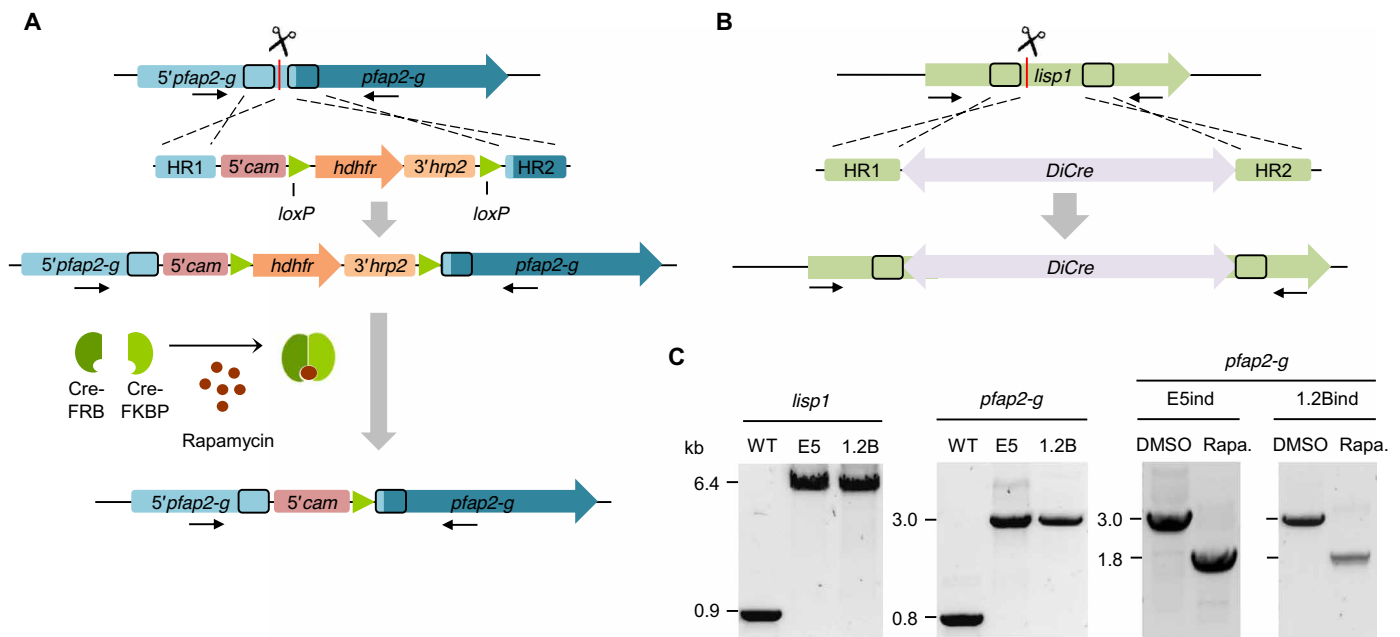 A
5′pfap2-g pfap2-g
HR1 5′cam hdhfr 3′hrp2 HR2
loxP loxP
5′pfap2-g 5′cam hdhfr 3′hrp2 pfap2-g
Cre-FRB
Cre-FKBP
Rapamycin
5′pfap2-g 5′cam pfap2-g
B
lisp1
HR1 DiCre HR2
DiCre
C
lisp1
kb WT E5 1.2B
6.4
0.9
pfap2-g
WT E5 1.2B
3.0
0.8
pfap2-g
E5ind 1.2Bind
DMSO Rapa. DMSO Rapa.
3.0
1.8